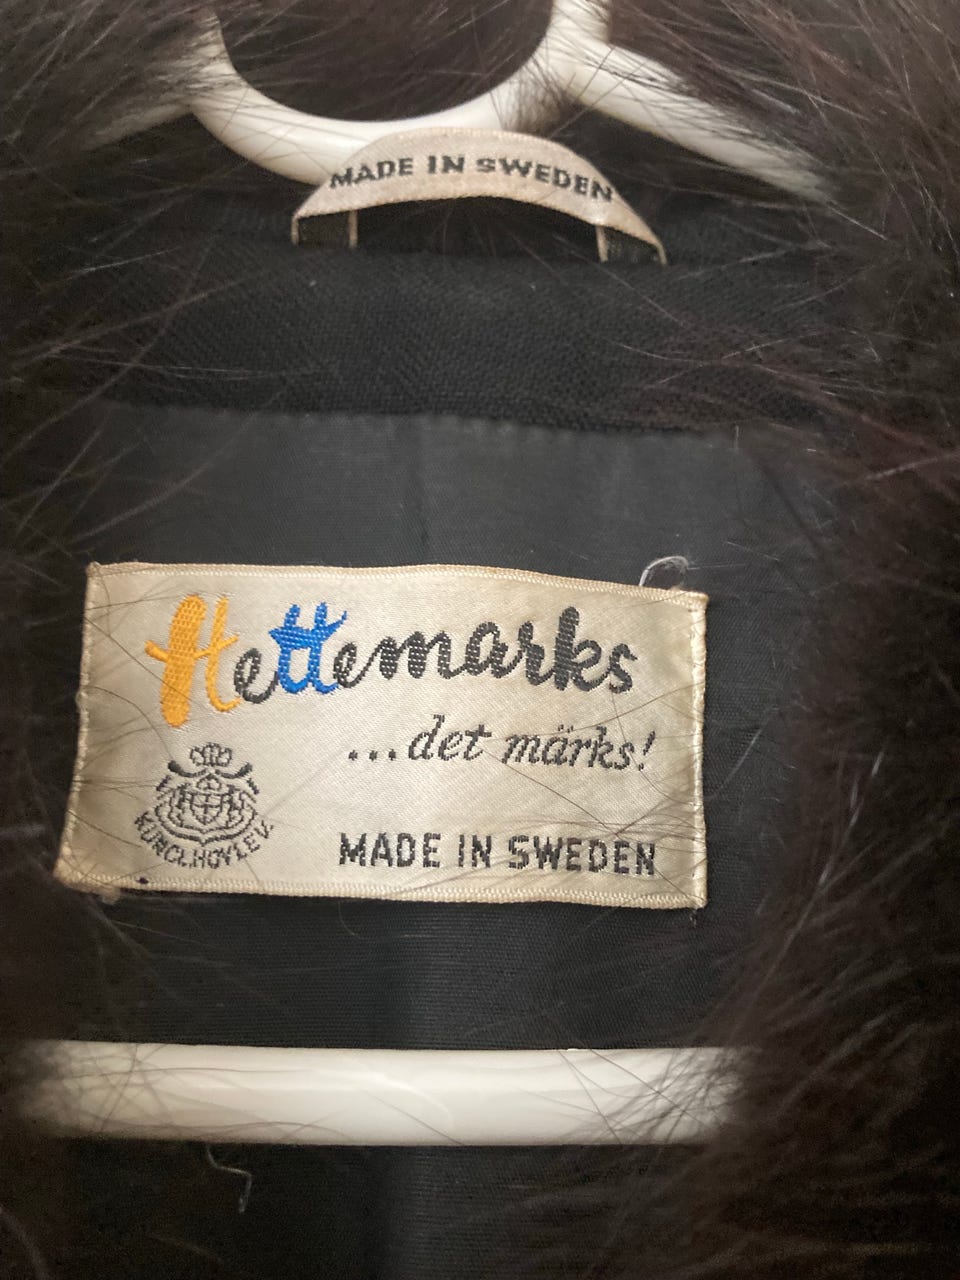 MADE IN SWEDEN
Hettemarks
...det märks!
KUNGL.HOVLEV.
MADE IN SWEDEN